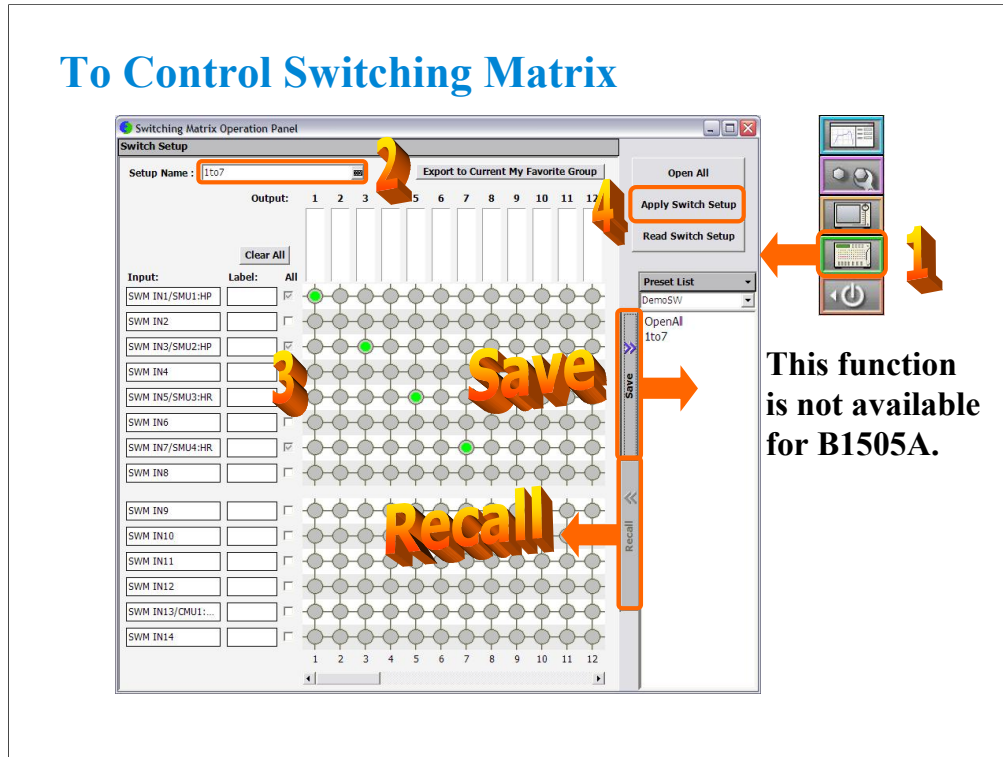 To Control Switching Matrix
Switching Matrix Operation Panel
Switch Setup
Setup Name : 1to7
2
Export to Current My Favorite Group
Open All
Output: 1 2 3 5 6 7 8 9 10 11 12
4
Apply Switch Setup
Read Switch Setup
1
Clear All
Input: Label: All
Preset List
DemoSW
OpenAll
1to7
SWM IN1/SMU1:HP
SWM IN2
SWM IN3/SMU2:HP
SWM IN4
3
SWM IN5/SMU3:HR
SWM IN6
SWM IN7/SMU4:HR
SWM IN8
SWM IN9
SWM IN10
SWM IN11
SWM IN12
SWM IN13/CMU1:...
SWM IN14
1 2 3 4 5 6 7 8 9 10 11 12
Save
Save
Recall
Recall
This function
is not available
for B1505A.